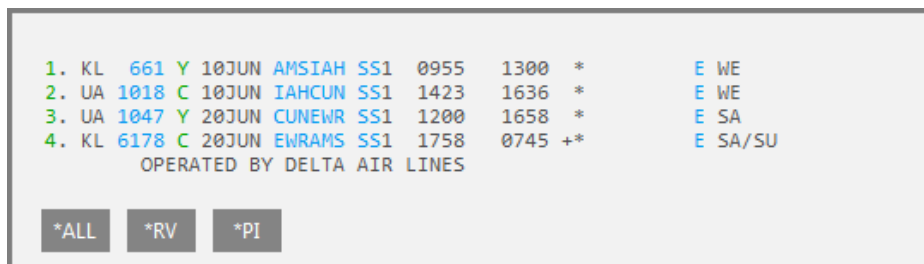 1. KL 661 Y 10JUN AMSIAH SS1 0955 1300 * E WE
2. UA 1018 C 10JUN IAHCUN SS1 1423 1636 * E WE
3. UA 1047 Y 20JUN CUNEWR SS1 1200 1658 * E SA
4. KL 6178 C 20JUN EWRAMS SS1 1758 0745 +* E SA/SU
OPERATED BY DELTA AIR LINES
*ALL *RV *PI